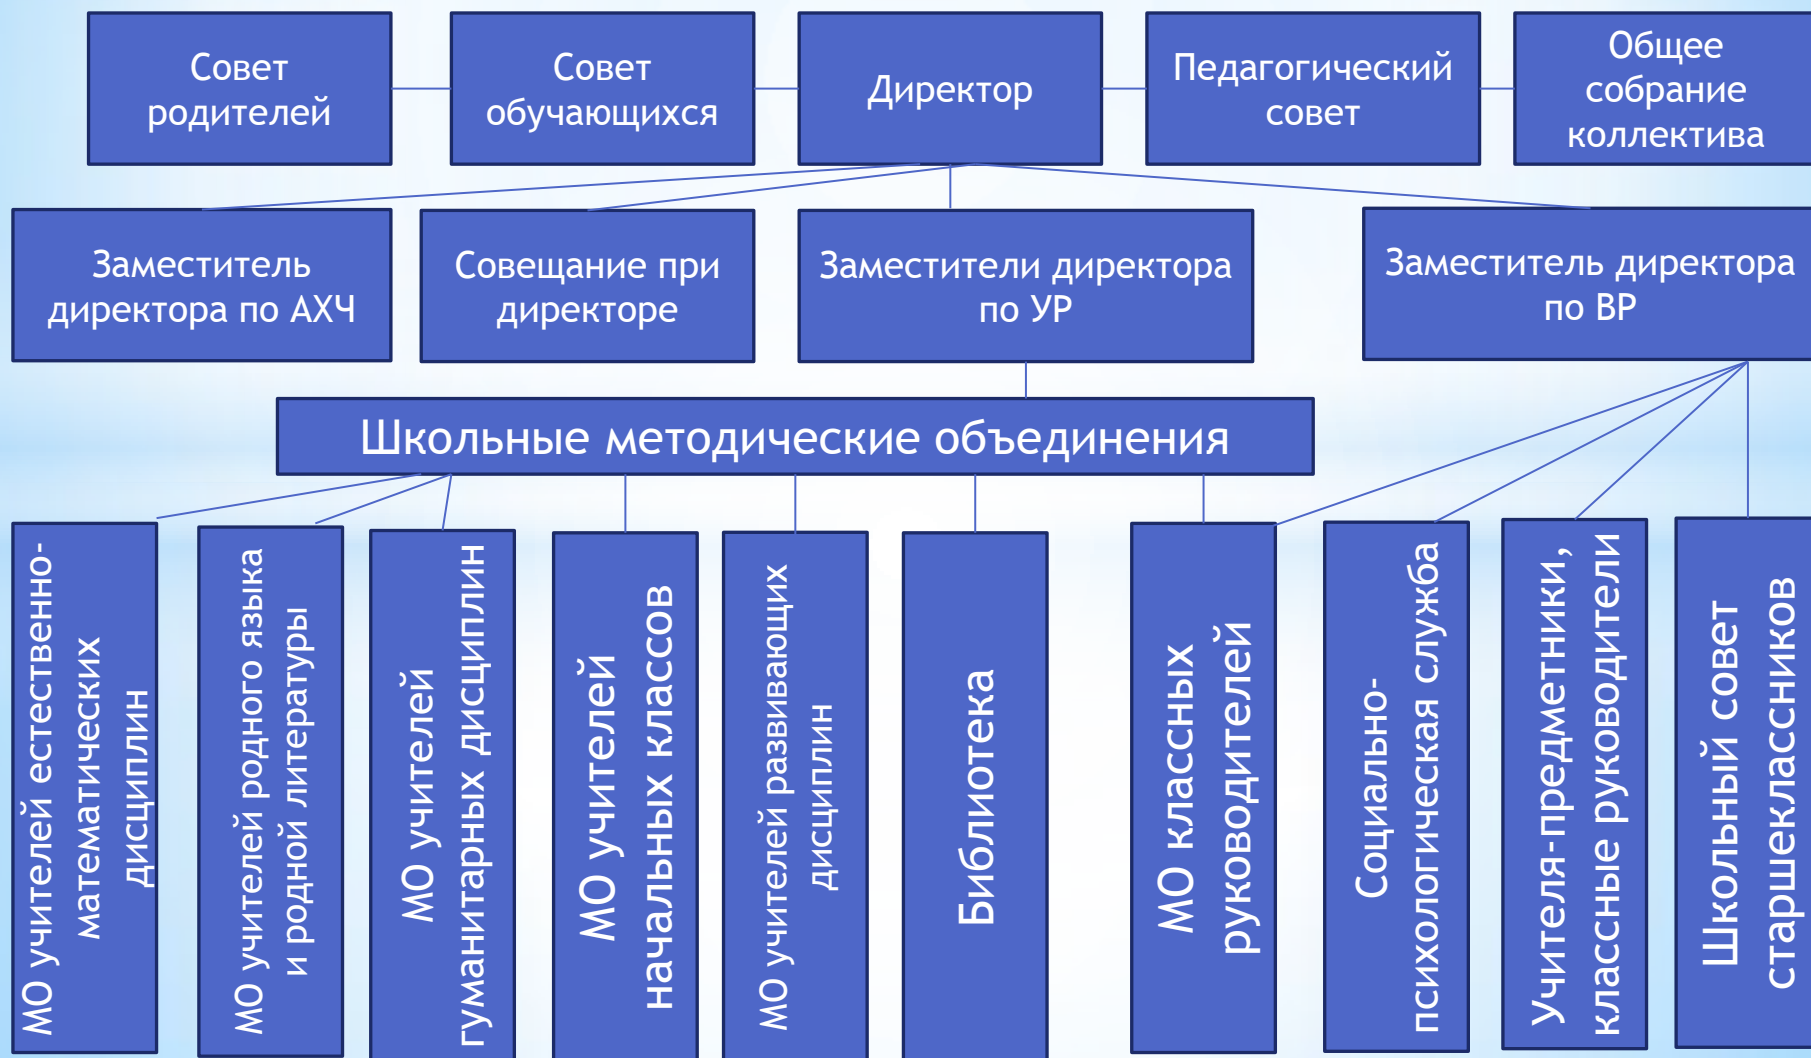 Совет
родителей
Совет
обучающихся
Директор
Педагогический
совет
Общее
собрание
коллектива
Заместитель
директора по АХЧ
Совещание при
директоре
Заместители директора
по УР
Заместитель директора
по ВР
Школьные методические объединения
МО учителей естественно-
математических
дисциплин
МО учителей родного языка
и родной литературы
МО учителей
гуманитарных дисциплин
МО учителей
начальных классов
МО учителей развивающих
дисциплин
Библиотека
МО классных
руководителей
Социально-
психологическая служба
Учителя-предметники,
классные руководители
Школьный совет
старшеклассников